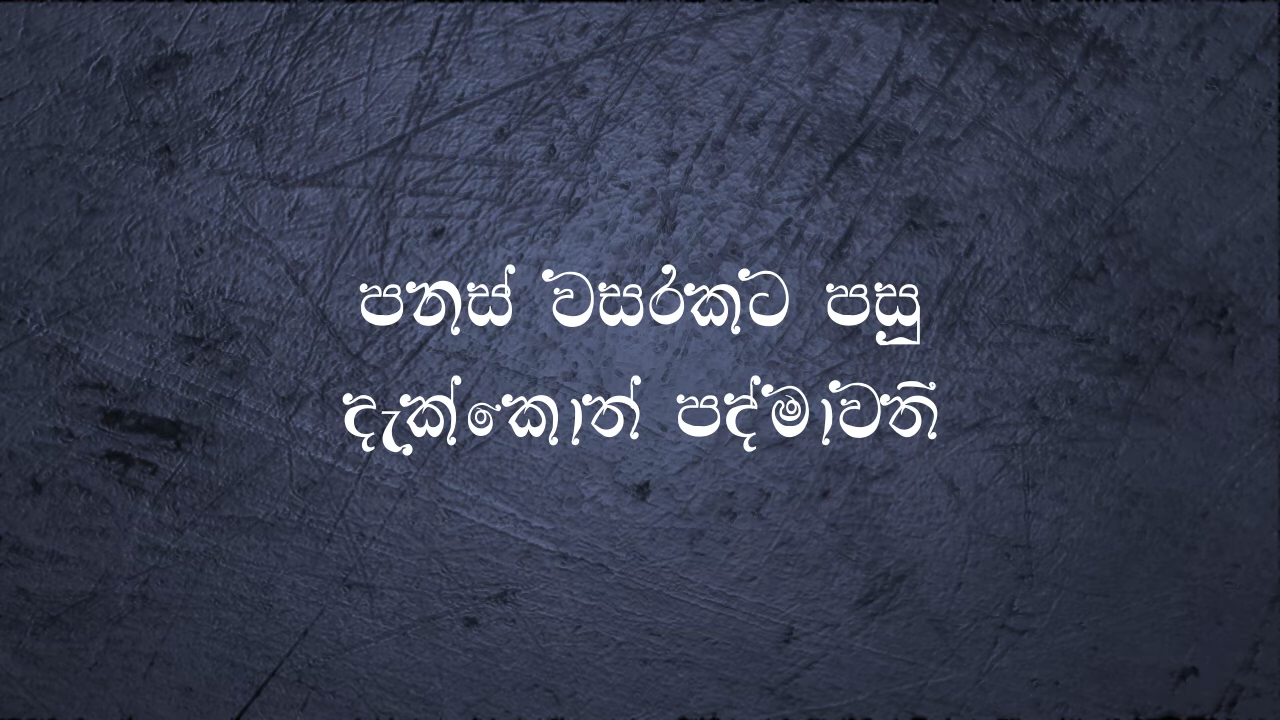 පනස් වසරකට පසු
දැක්කොත් පද්මාවතී